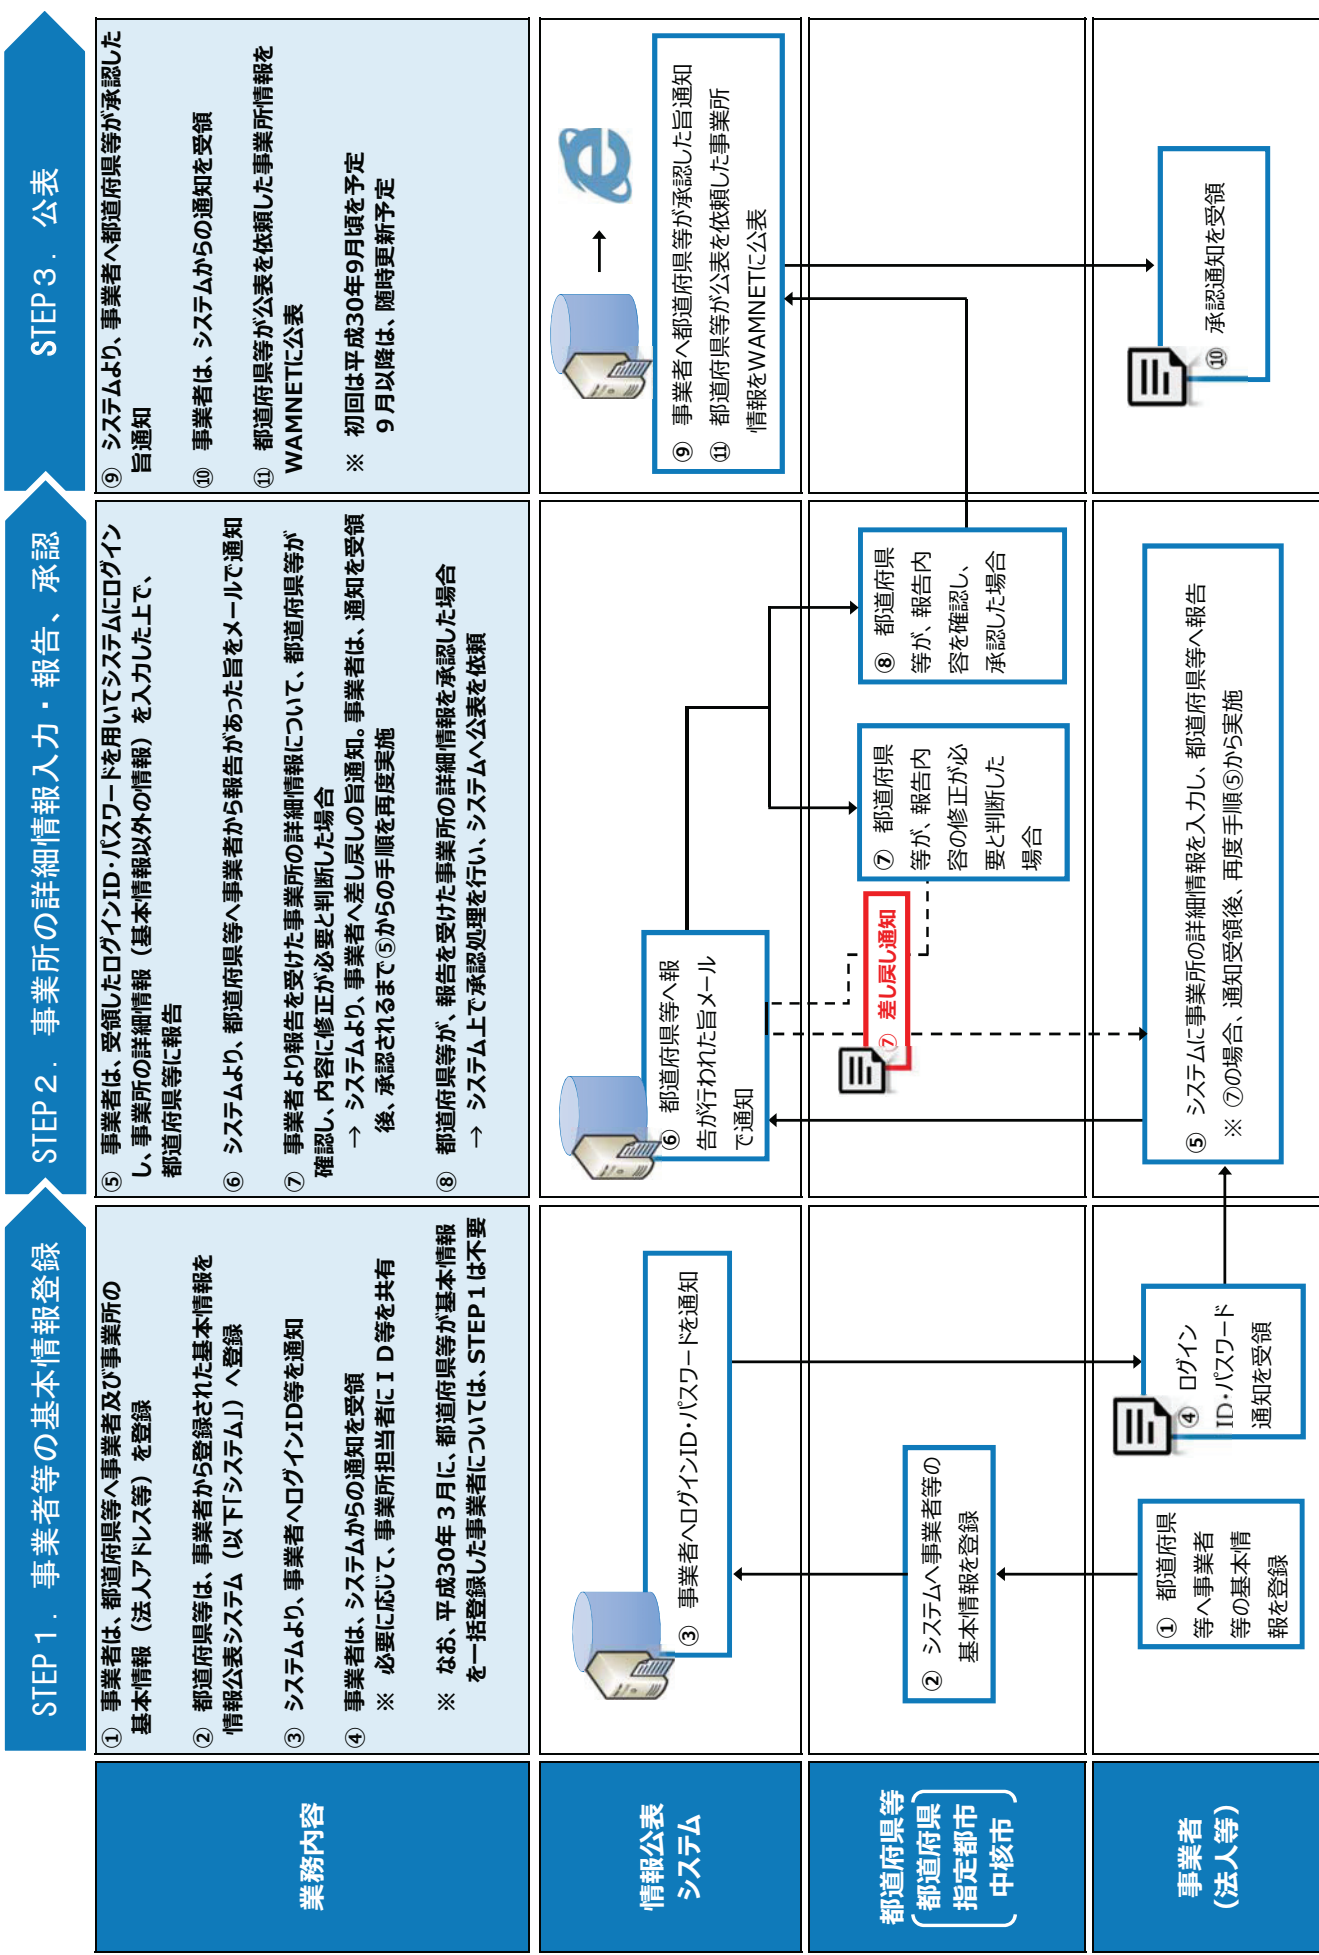 STEP１．事業者等の基本情報登録
STEP２．事業所の詳細情報入力・報告、承認
STEP３．公表
業務内容
① 事業者は、都道府県等へ事業者及び事業所の
基本情報（法人アドレス等）を登録
② 都道府県等は、事業者から登録された基本情報を
情報公表システム（以下「システム」）へ登録
③ システムより、事業者へログインID等を通知
④ 事業者は、システムからの通知を受領
※ 必要に応じて、事業所担当者にＩＤ等を共有
※ なお、平成30年３月に、都道府県等が基本情報
を一括登録した事業者については、STEP１は不要
⑤ 事業者は、受領したログインID・パスワードを用いてシステムにログイン
し、事業所の詳細情報（基本情報以外の情報）を入力した上で、
都道府県等に報告
⑥ システムより、都道府県等へ事業者から報告があった旨をメールで通知
⑦ 事業者より報告を受けた事業所の詳細情報について、都道府県等が
確認し、内容に修正が必要と判断した場合
→ システムより、事業者へ差し戻しの旨通知。事業者は、通知を受領
後、承認されるまで⑤からの手順を再度実施
⑧ 都道府県等が、報告を受けた事業所の詳細情報を承認した場合
→ システム上で承認処理を行い、システムへ公表を依頼
⑨ システムより、事業者へ都道府県等が承認した
旨通知
⑩ 事業者は、システムからの通知を受領
⑪ 都道府県等が公表を依頼した事業所情報を
WAMNETに公表
※ 初回は平成30年9月頃を予定
９月以降は、随時更新予定
情報公表
システム
③ 事業者へログインID・パスワードを通知
⑥ 都道府県等へ報
告が行われた旨メール
で通知
⑨ 事業者へ都道府県等が承認した旨通知
⑪ 都道府県等が公表を依頼した事業所
情報をWAMNETに公表
都道府県等
都道府県
指定都市
中核市
② システムへ事業者等の
基本情報を登録
⑦ 差し戻し通知
⑦ 都道府県
等が、報告内
容の修正が必
要と判断した
場合
⑧ 都道府県
等が、報告内
容を確認し、
承認した場合
事業者
（法人等）
① 都道府県
等へ事業者
等の基本情
報を登録
④ ログイン
ID・パスワード
通知を受領
⑤ システムに事業所の詳細情報を入力し、都道府県等へ報告
※ ⑦の場合、通知受領後、再度手順⑤から実施
⑩ 承認通知を受領